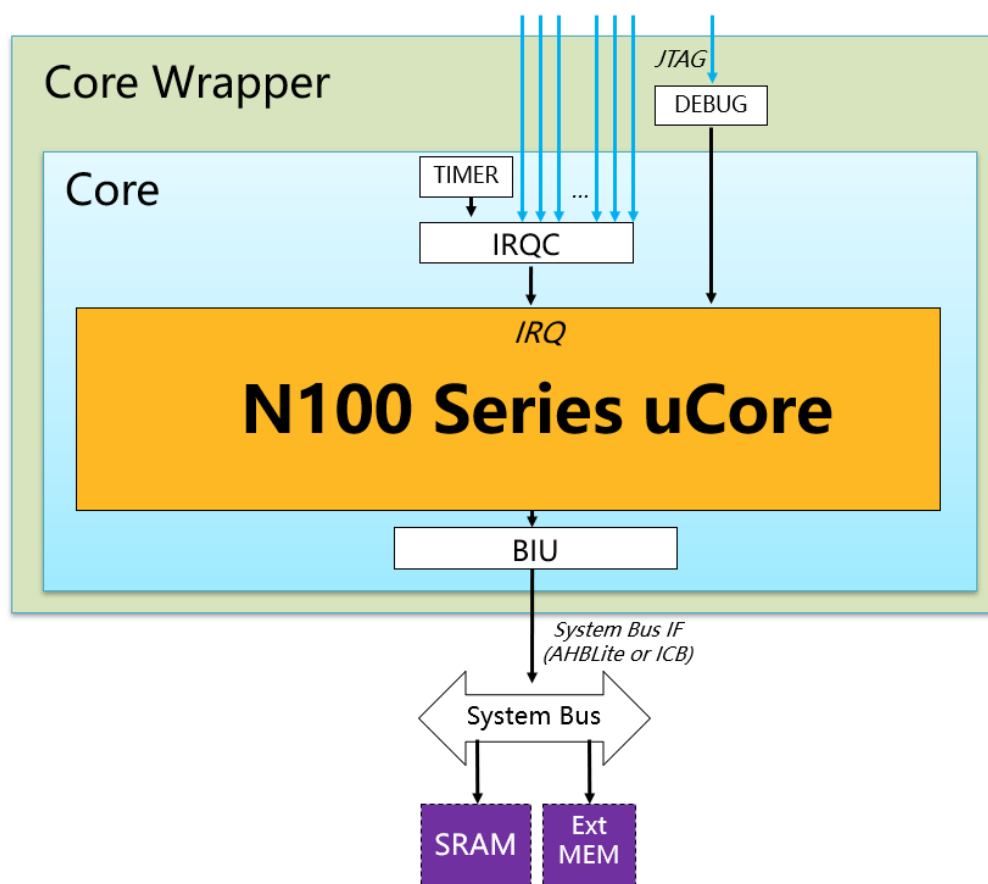 JTAG
Core Wrapper
DEBUG
Core
TIMER
...
IRQC
IRQ
N100 Series uCore
BIU
System Bus IF
(AHBLite or ICB)
System Bus
SRAM
Ext
MEM